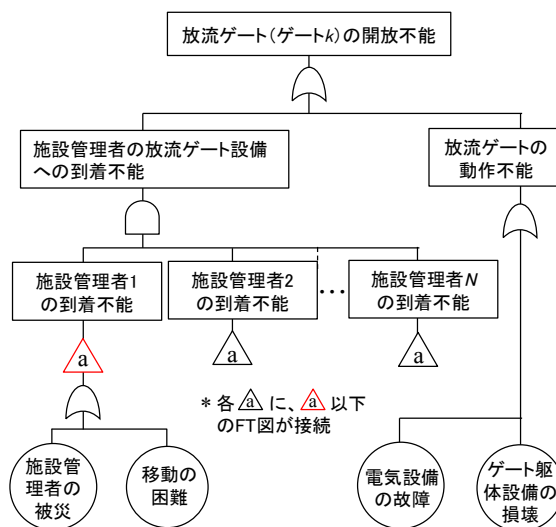 放流ゲート(ゲートk)の開放不能
施設管理者の放流ゲート設備
への到着不能
放流ゲートの
動作不能
施設管理者1
の到着不能
施設管理者2
の到着不能
…
施設管理者N
の到着不能
a
a
a
＊各 a に、a 以下
のFT図が接続
施設管
理者の
被災
移動の
困難
電気設備
の故障
ゲート躯
体設備の
損壊